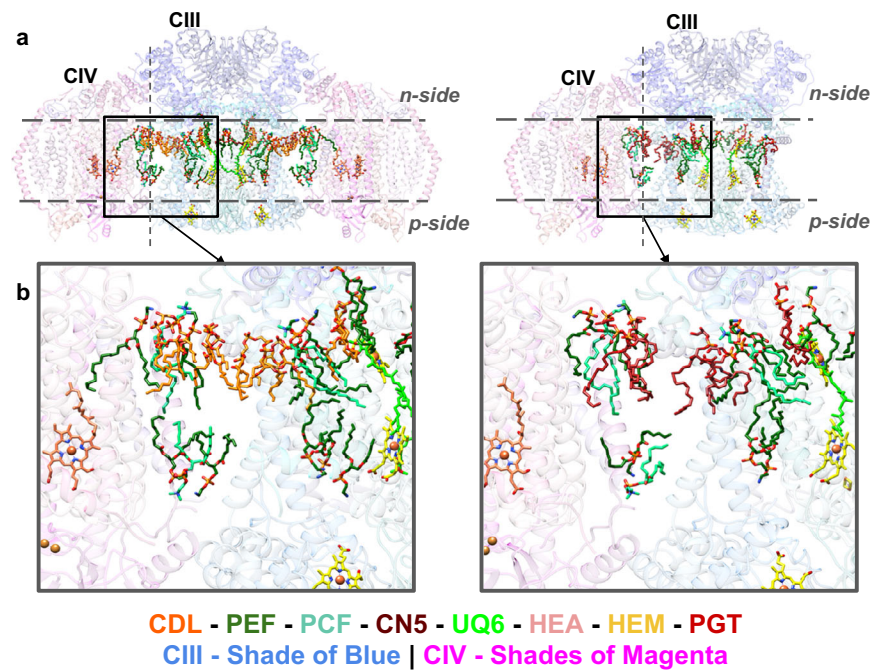 a
CIII
CIV
n-side
p-side
CIII
CIV
n-side
p-side
b
CDL - PEF - PCF - CN5 - UQ6 - HEA - HEM - PGT
CIII - Shade of Blue | CIV - Shades of Magenta